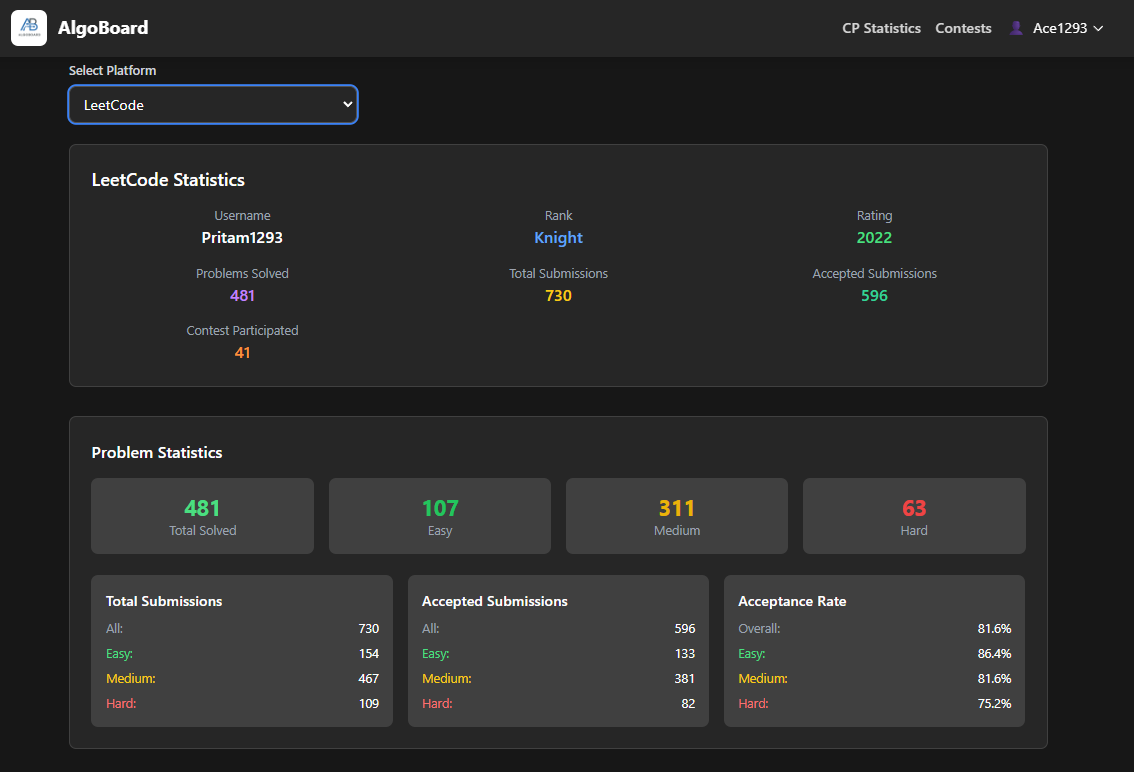 AlgoBoard
CP Statistics
Contests
Ace1293
Select Platform
LeetCode
LeetCode Statistics
Username
Pritam1293
Rank
Knight
Rating
2022
Problems Solved
481
Total Submissions
730
Accepted Submissions
596
Contest Participated
41
Problem Statistics
481
Total Solved
107
Easy
311
Medium
63
Hard
Total Submissions
All: 730
Easy: 154
Medium: 467
Hard: 109
Accepted Submissions
All: 596
Easy: 133
Medium: 381
Hard: 82
Acceptance Rate
Overall: 81.6%
Easy: 86.4%
Medium: 81.6%
Hard: 75.2%